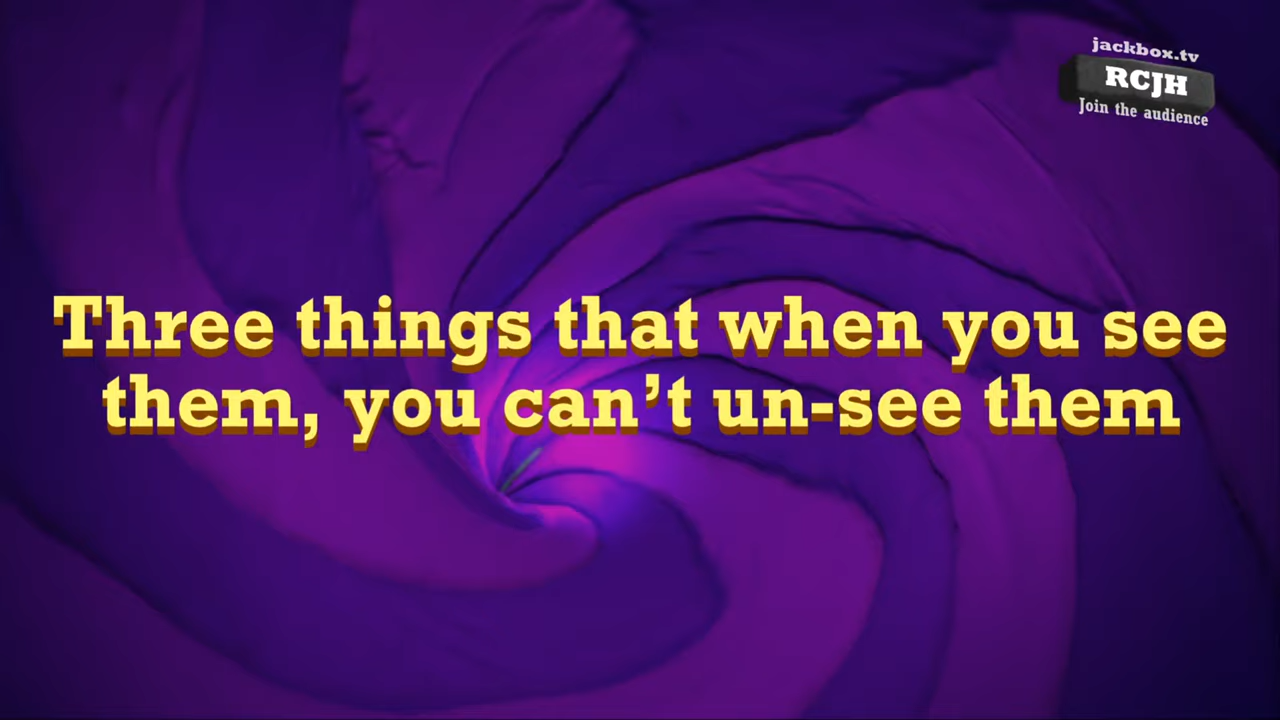 jackbox.tv
RCJH
Join the audience
Three things that when you see
them, you can’t un-see them